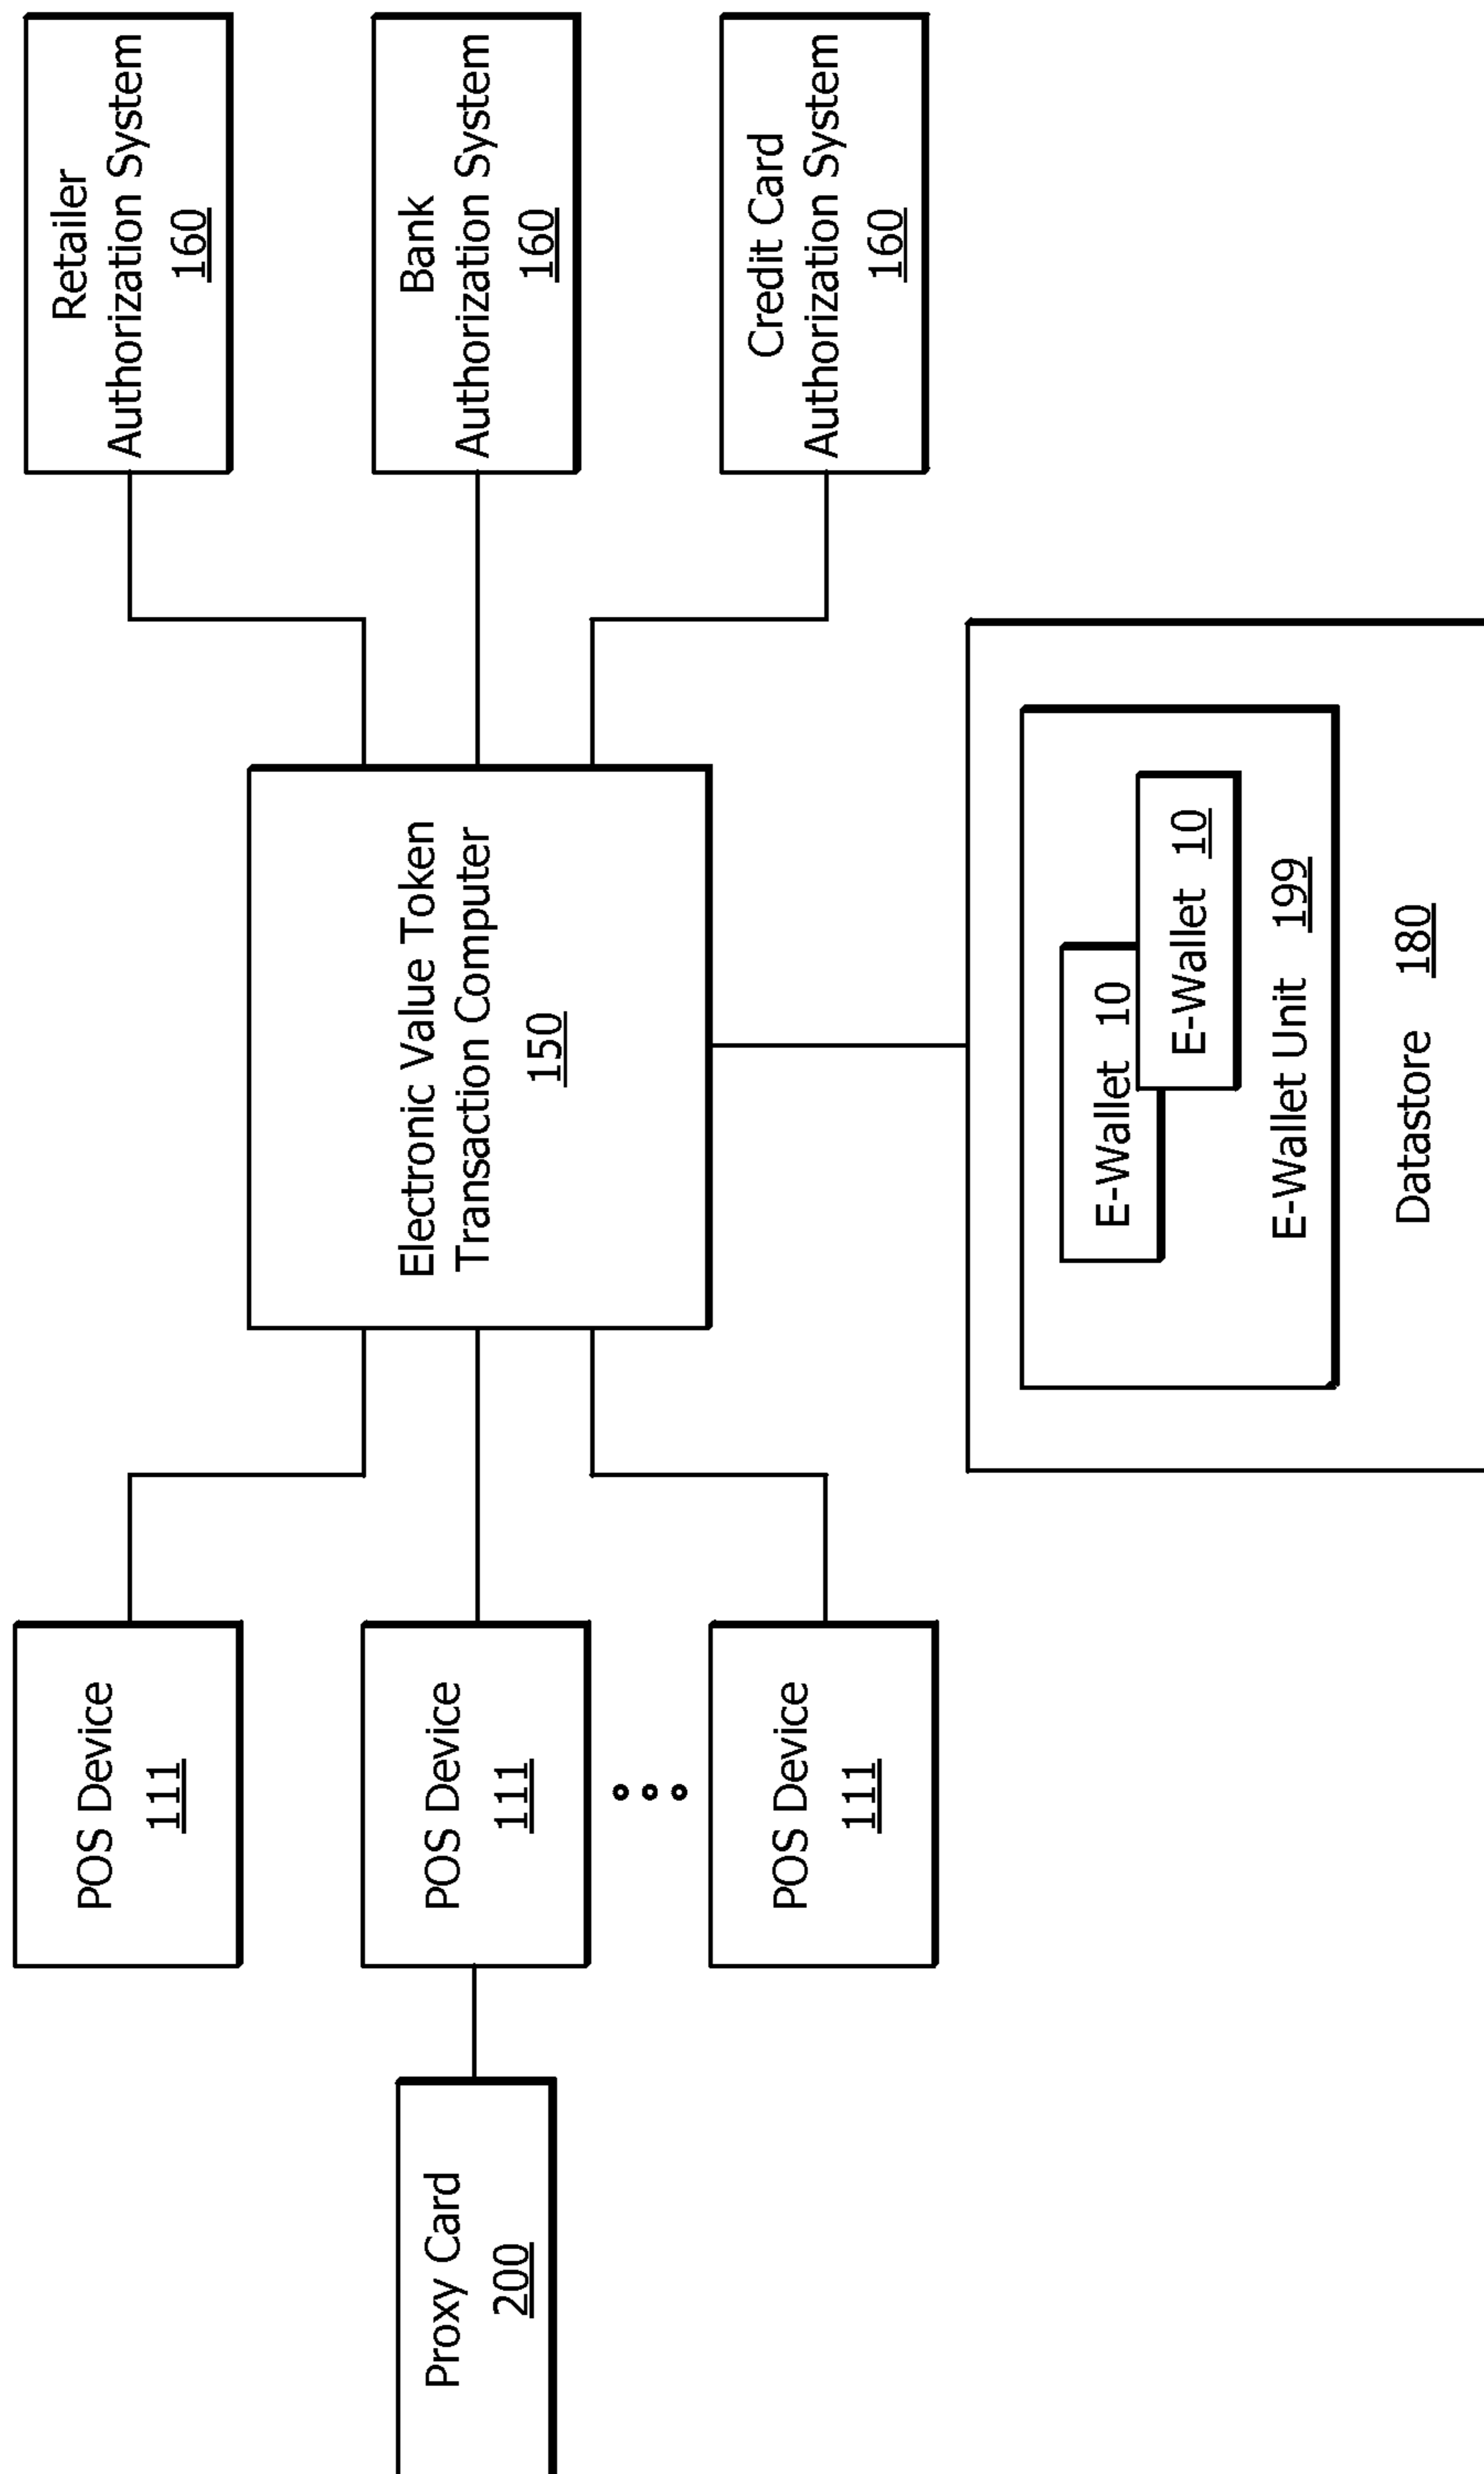 Proxy Card
200
POS Device
111
POS Device
111
POS Device
111
Electronic Value Token
Transaction Computer
150
Retailer
Authorization System
160
Bank
Authorization System
160
Credit Card
Authorization System
160
E-Wallet 10
E-Wallet 10
E-Wallet Unit 199
Datastore 180